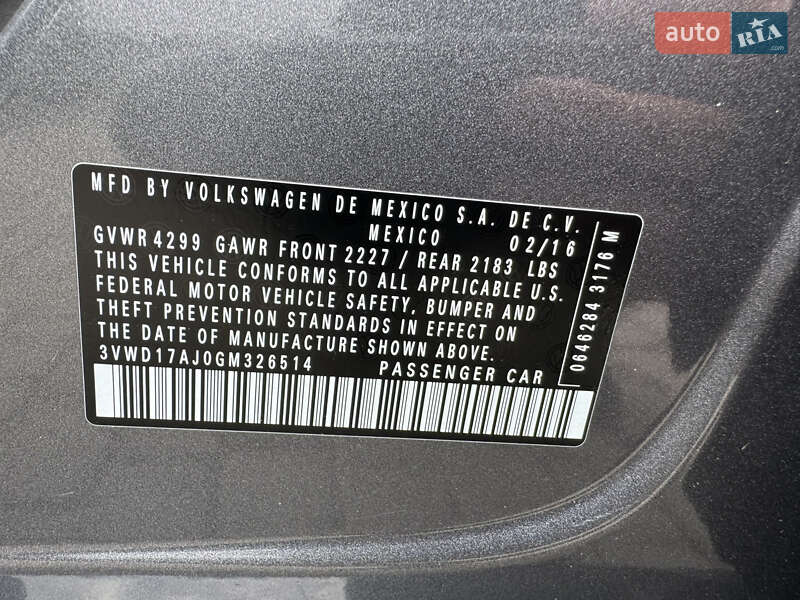 auto RIA
MFD BY VOLKSWAGEN DE MEXICO S.A. DE C.V.
MEXICO 02/16
GVWR 4299 GAWR FRONT 2227 / REAR 2183 LBS
THIS VEHICLE CONFORMS TO ALL APPLICABLE U.S.
FEDERAL MOTOR VEHICLE SAFETY, BUMPER AND
THEFT PREVENTION STANDARDS IN EFFECT ON
THE DATE OF MANUFACTURE SHOWN ABOVE.
3VWD17AJ0GM326514 PASSENGER CAR
0646284 3176 M